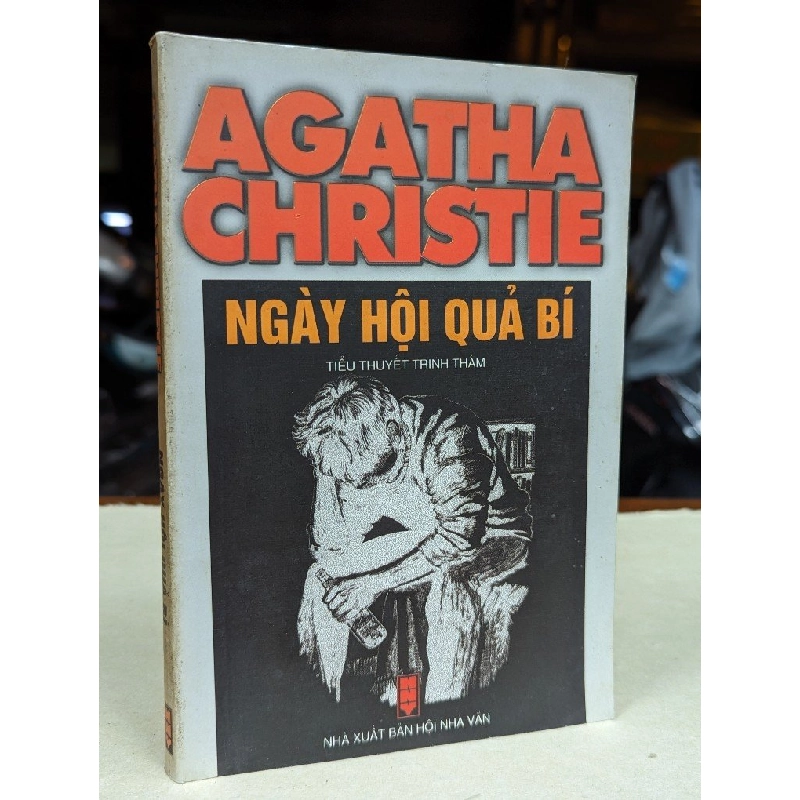 AGATHA
CHRISTIE
NGÀY HỘI QUẢ BÍ
TIỂU THUYẾT TRINH THÁM
NHÀ XUẤT BẢN HỘI NHÀ VĂN